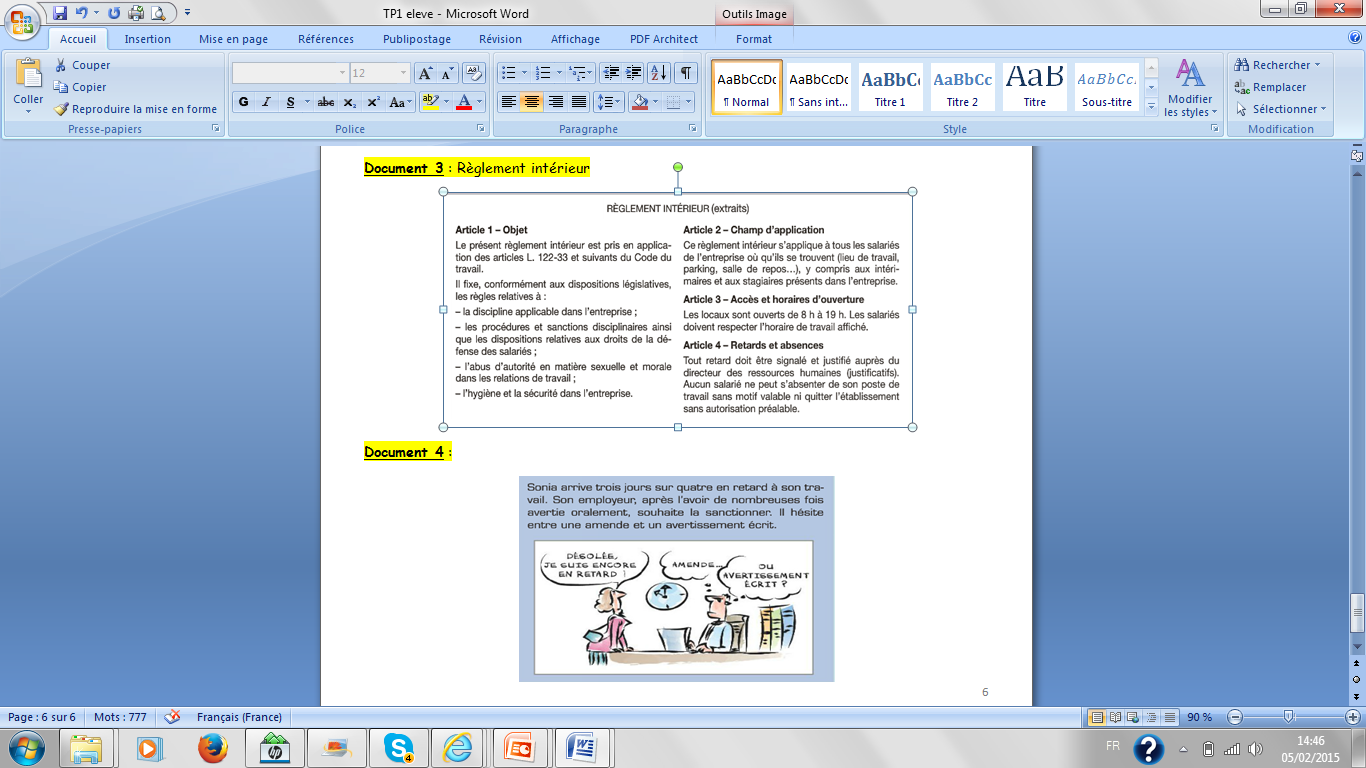 TP1 eleve - Microsoft Word
Outils Image
Accueil
Insertion
Mise en page
Références
Publipostage
Révision
Affichage
PDF Architect
Format
Coller
Couper
Copier
Reproduire la mise en forme
Presse-papiers
12
G I S abc X₂ X² Aa
Police
Paragraphe
AaBbCcDc
¶ Normal
AaBbCcDc
¶ Sans int...
AaBbCc
Titre 1
AaBbCc
Titre 2
AaB
Titre
AaBbCc.
Sous-titre
Modifier
les styles
Style
Rechercher
Remplacer
Sélectionner
Modification
Document 3 : Règlement intérieur
RÈGLEMENT INTÉRIEUR (extraits)
Article 1 – Objet
Le présent règlement intérieur est pris en applica-
tion des articles L. 122-33 et suivants du Code du
travail.
Il fixe, conformément aux dispositions législatives,
les règles relatives à :
– la discipline applicable dans l'entreprise ;
– les procédures et sanctions disciplinaires ainsi
que les dispositions relatives aux droits de la dé-
fense des salariés ;
– l'abus d'autorité en matière sexuelle et morale
dans les relations de travail ;
– l'hygiène et la sécurité dans l'entreprise.
Article 2 – Champ d'application
Ce règlement intérieur s'applique à tous les salariés
de l'entreprise où qu'ils se trouvent (lieu de travail,
parking, salle de repos...), y compris aux intéri-
maires et aux stagiaires présents dans l'entreprise.
Article 3 – Accès et horaires d'ouverture
Les locaux sont ouverts de 8 h à 19 h. Les salariés
doivent respecter l'horaire de travail affiché.
Article 4 – Retards et absences
Tout retard doit être signalé et justifié auprès du
directeur des ressources humaines (justificatifs).
Aucun salarié ne peut s'absenter de son poste de
travail sans motif valable ni quitter l'établissement
sans autorisation préalable.
Document 4 :
Sonia arrive trois jours sur quatre en retard à son tra-
vail. Son employeur, après l'avoir de nombreuses fois
avertie oralement, souhaite la sanctionner. Il hésite
entre une amende et un avertissement écrit.
DÉSOLÉE,
JE SUIS ENCORE
EN RETARD !
AMENDE...
OU
AVERTISSEMENT
ÉCRIT ?
6
Page : 6 sur 6
Mots : 777
Français (France)
90 %
FR
14:46
05/02/2015